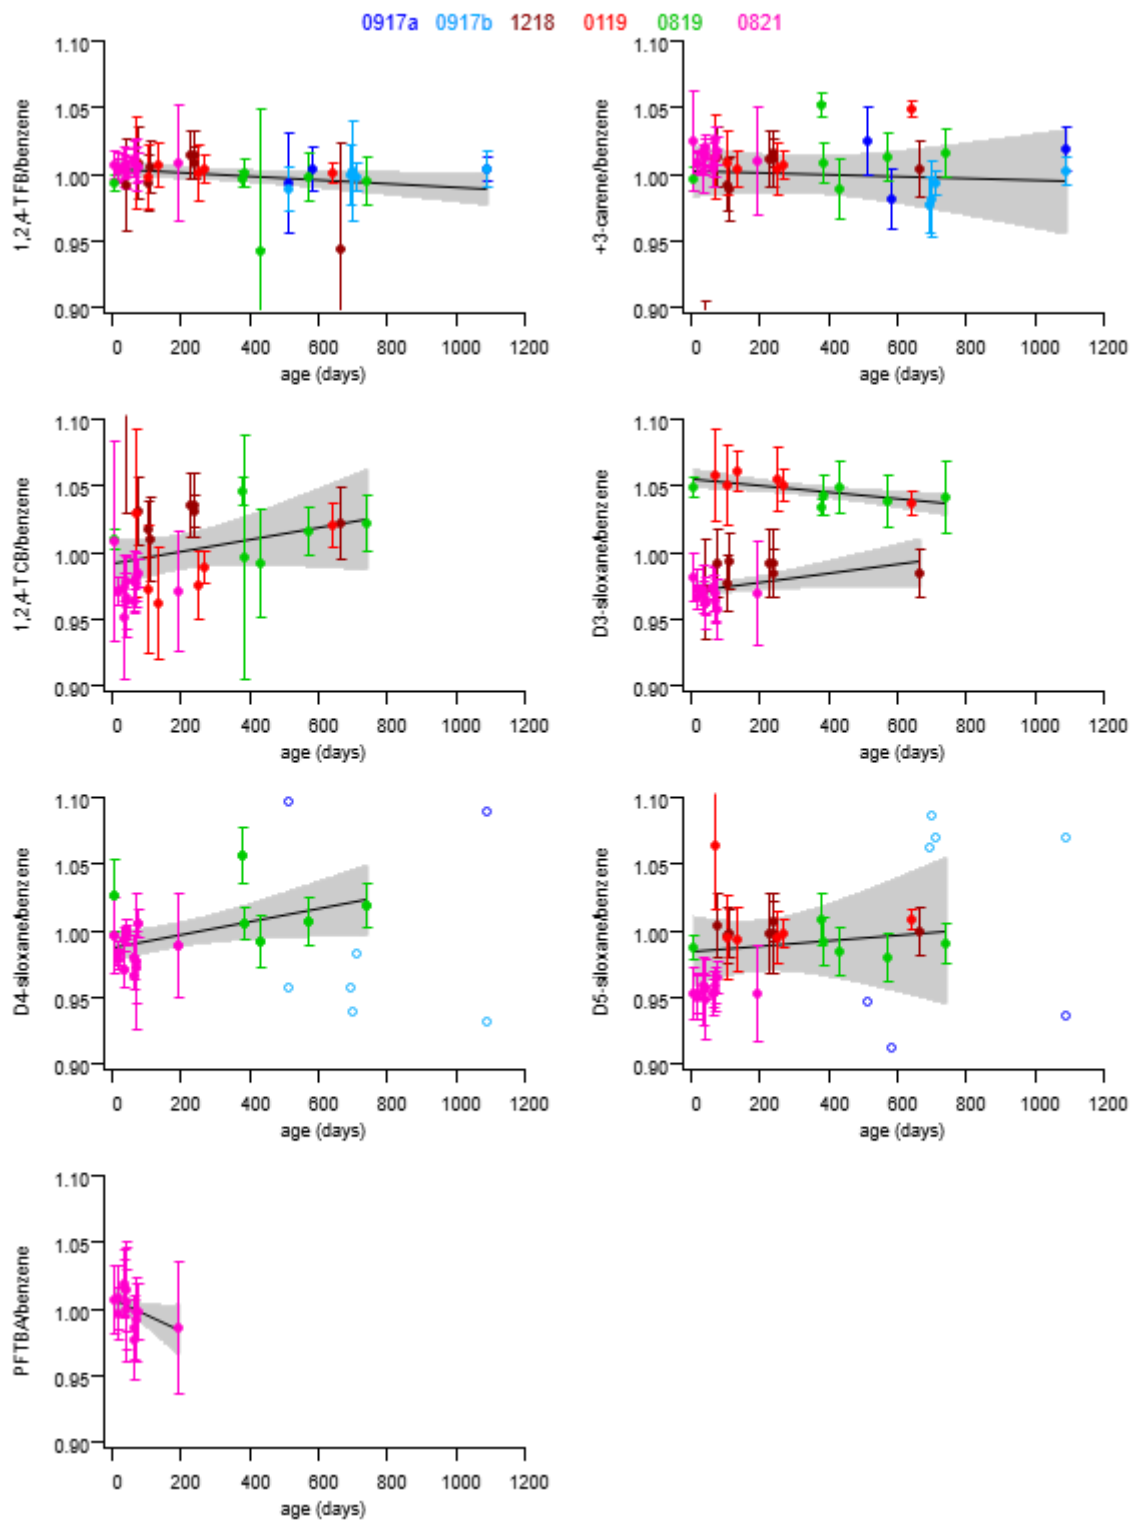 0917a 0917b 1218 0119 0819 0821
1.10
1.05
1.00
0.95
0.90
1,2,4-TFB/benzene
0 200 400 600 800 1000 1200
age (days)
1.10
1.05
1.00
0.95
0.90
+3-carene/benzene
0 200 400 600 800 1000 1200
age (days)
1.10
1.05
1.00
0.95
0.90
1,2,4-TCB/benzene
0 200 400 600 800 1000 1200
age (days)
1.10
1.05
1.00
0.95
0.90
D3-siloxane/benzene
0 200 400 600 800 1000 1200
age (days)
1.10
1.05
1.00
0.95
0.90
D4-siloxane/benzene
0 200 400 600 800 1000 1200
age (days)
1.10
1.05
1.00
0.95
0.90
D5-siloxane/benzene
0 200 400 600 800 1000 1200
age (days)
1.10
1.05
1.00
0.95
0.90
PFTBA/benzene
0 200 400 600 800 1000 1200
age (days)